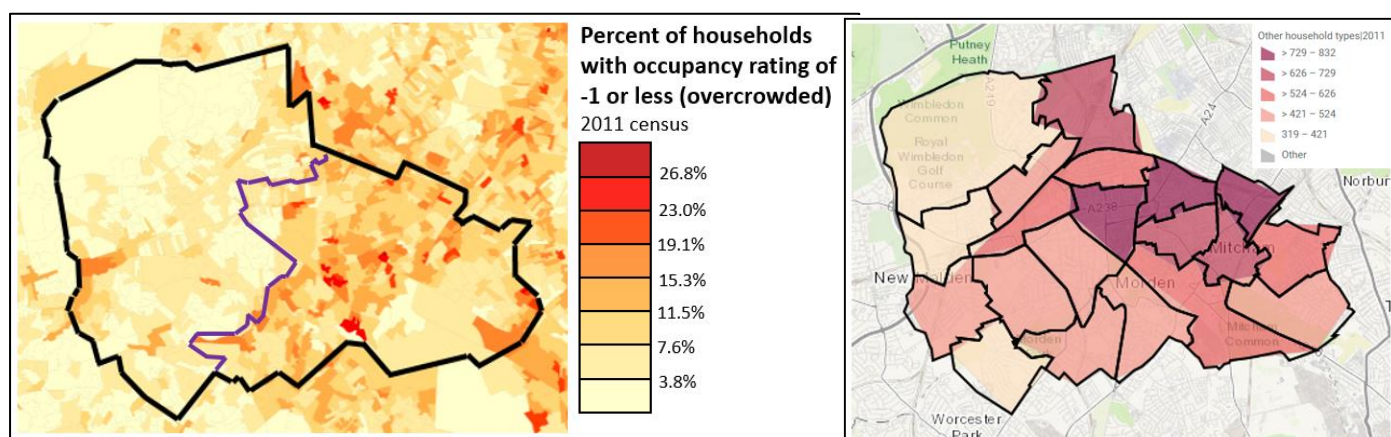 Percent of households
with occupancy rating of
-1 or less (overcrowded)
2011 census
26.8%
23.0%
19.1%
15.3%
11.5%
7.6%
3.8%
Other household types|2011
> 729 – 832
> 626 – 729
> 524 – 626
> 421 – 524
319 – 421
Other
Putney
Heath
A219
A24
Wimbledon
Common
Royal
Wimbledon
Golf
Course
Norbur
A238
Mitcham
New Malden
Morden
Mitcham
Common
Morden
Worcester
Park